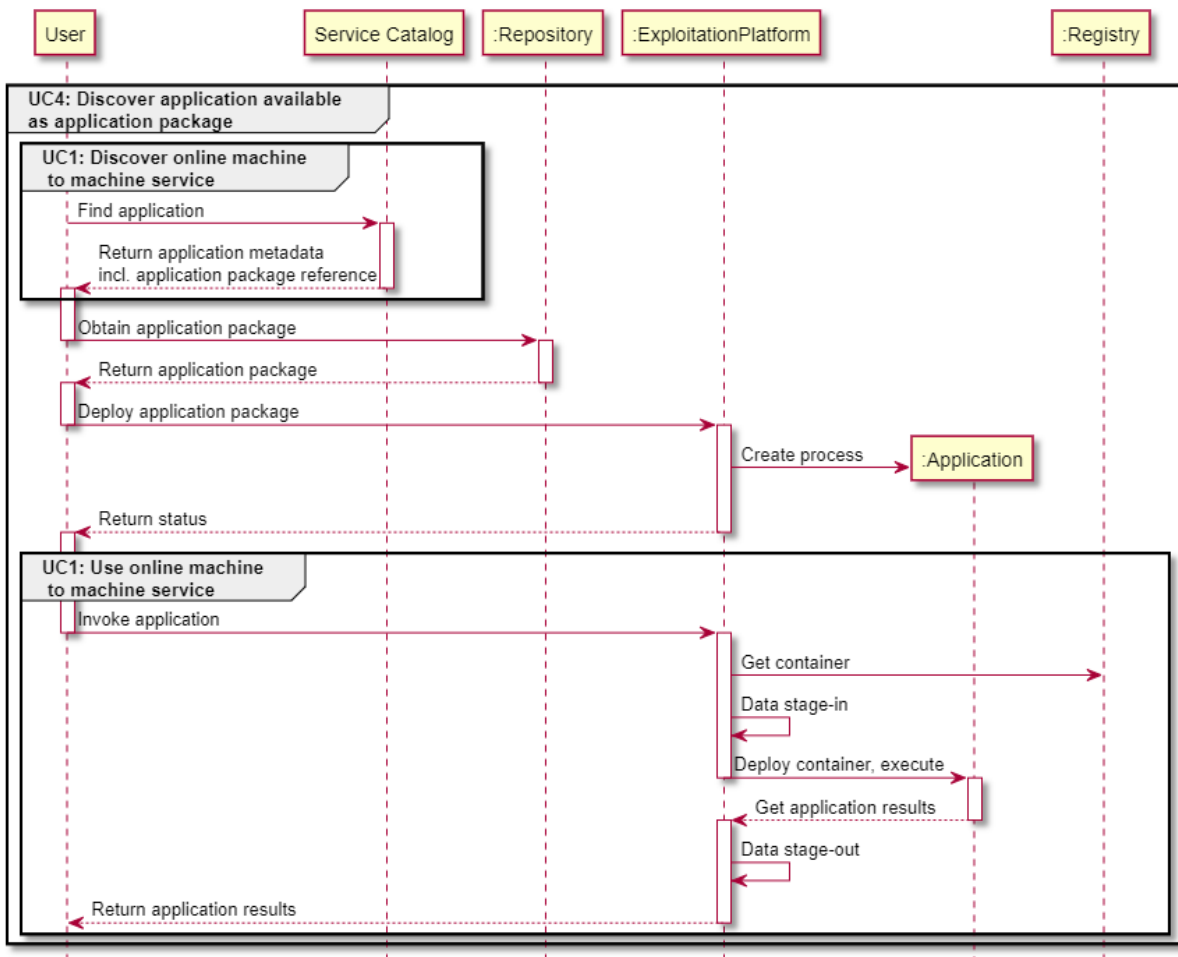 User
Service Catalog
:Repository
:ExploitationPlatform
:Registry
UC4: Discover application available
as application package
UC1: Discover online machine
to machine service
Find application
Return application metadata
incl. application package reference
Obtain application package
Return application package
Deploy application package
Create process
:Application
Return status
UC1: Use online machine
to machine service
Invoke application
Get container
Data stage-in
Deploy container, execute
Get application results
Data stage-out
Return application results